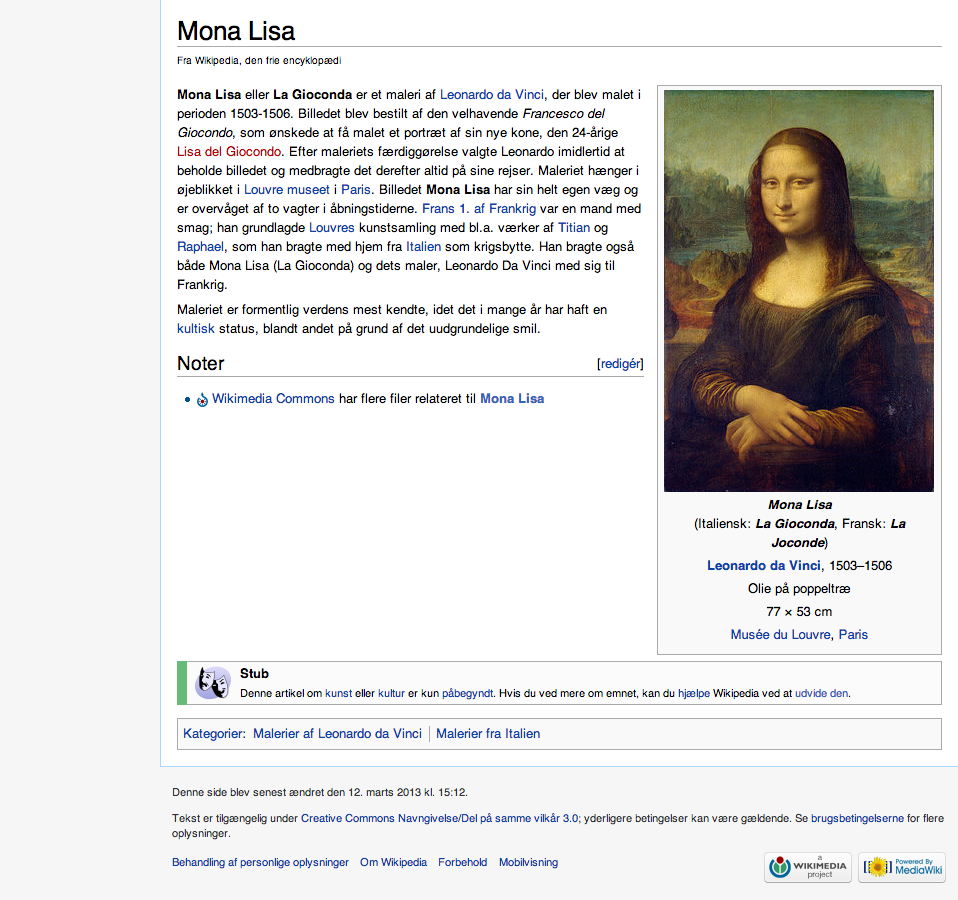 Mona Lisa
Fra Wikipedia, den frie encyklopædi
Mona Lisa eller La Gioconda er et maleri af Leonardo da Vinci, der blev malet i
perioden 1503-1506. Billedet blev bestilt af den velhavende Francesco del
Giocondo, som ønskede at få malet et portræt af sin nye kone, den 24-årige
Lisa del Giocondo. Efter maleriets færdiggørelse valgte Leonardo imidlertid at
beholde billedet og medbragte det derefter altid på sine rejser. Maleriet hænger i
øjeblikket i Louvre museet i Paris. Billedet Mona Lisa har sin helt egen væg og
er overvåget af to vagter i åbningstiderne. Frans 1. af Frankrig var en mand med
smag; han grundlagde Louvres kunstsamling med bl.a. værker af Titian og
Raphael, som han bragte med hjem fra Italien som krigsbytte. Han bragte også
både Mona Lisa (La Gioconda) og dets maler, Leonardo Da Vinci med sig til
Frankrig.
Maleriet er formentlig verdens mest kendte, idet det i mange år har haft en
kultisk status, blandt andet på grund af det uudgrundelige smil.
Noter [redigér]
Wikimedia Commons har flere filer relateret til Mona Lisa
Mona Lisa
(Italiensk: La Gioconda, Fransk: La
Joconde)
Leonardo da Vinci, 1503–1506
Olie på poppeltræ
77 × 53 cm
Musée du Louvre, Paris
Stub
Denne artikel om kunst eller kultur er kun påbegyndt. Hvis du ved mere om emnet, kan du hjælpe Wikipedia ved at udvide den.
Kategorier: Malerier af Leonardo da Vinci | Malerier fra Italien
Denne side blev senest ændret den 12. marts 2013 kl. 15:12.
Tekst er tilgængelig under Creative Commons Navngivelse/Del på samme vilkår 3.0; yderligere betingelser kan være gældende. Se brugsbetingelserne for flere
oplysninger.
Behandling af personlige oplysninger Om Wikipedia Forbehold Mobilvisning
a
WIKIMEDIA
project
Powered By
MediaWiki